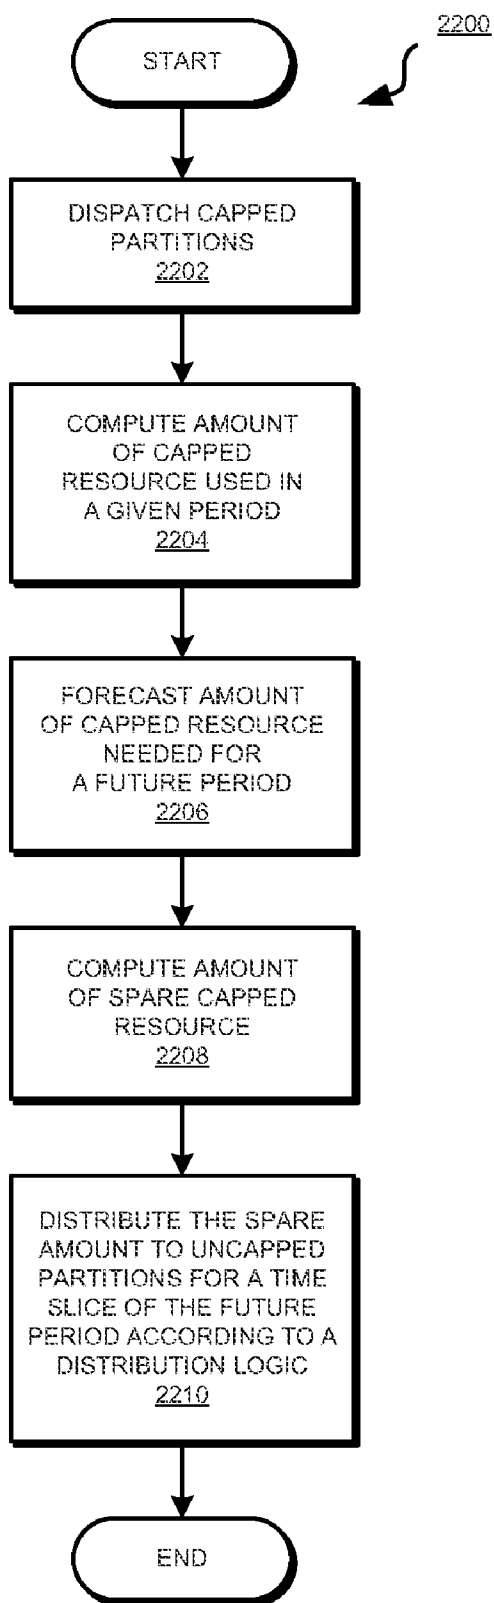 2200
START
DISPATCH CAPPED
PARTITIONS
2202
COMPUTE AMOUNT
OF CAPPED
RESOURCE USED IN
A GIVEN PERIOD
2204
FORECAST AMOUNT
OF CAPPED RESOURCE
NEEDED FOR
A FUTURE PERIOD
2206
COMPUTE AMOUNT
OF SPARE CAPPED
RESOURCE
2208
DISTRIBUTE THE SPARE
AMOUNT TO UNCAPPED
PARTITIONS FOR A TIME
SLICE OF THE FUTURE
PERIOD ACCORDING TO A
DISTRIBUTION LOGIC
2210
END